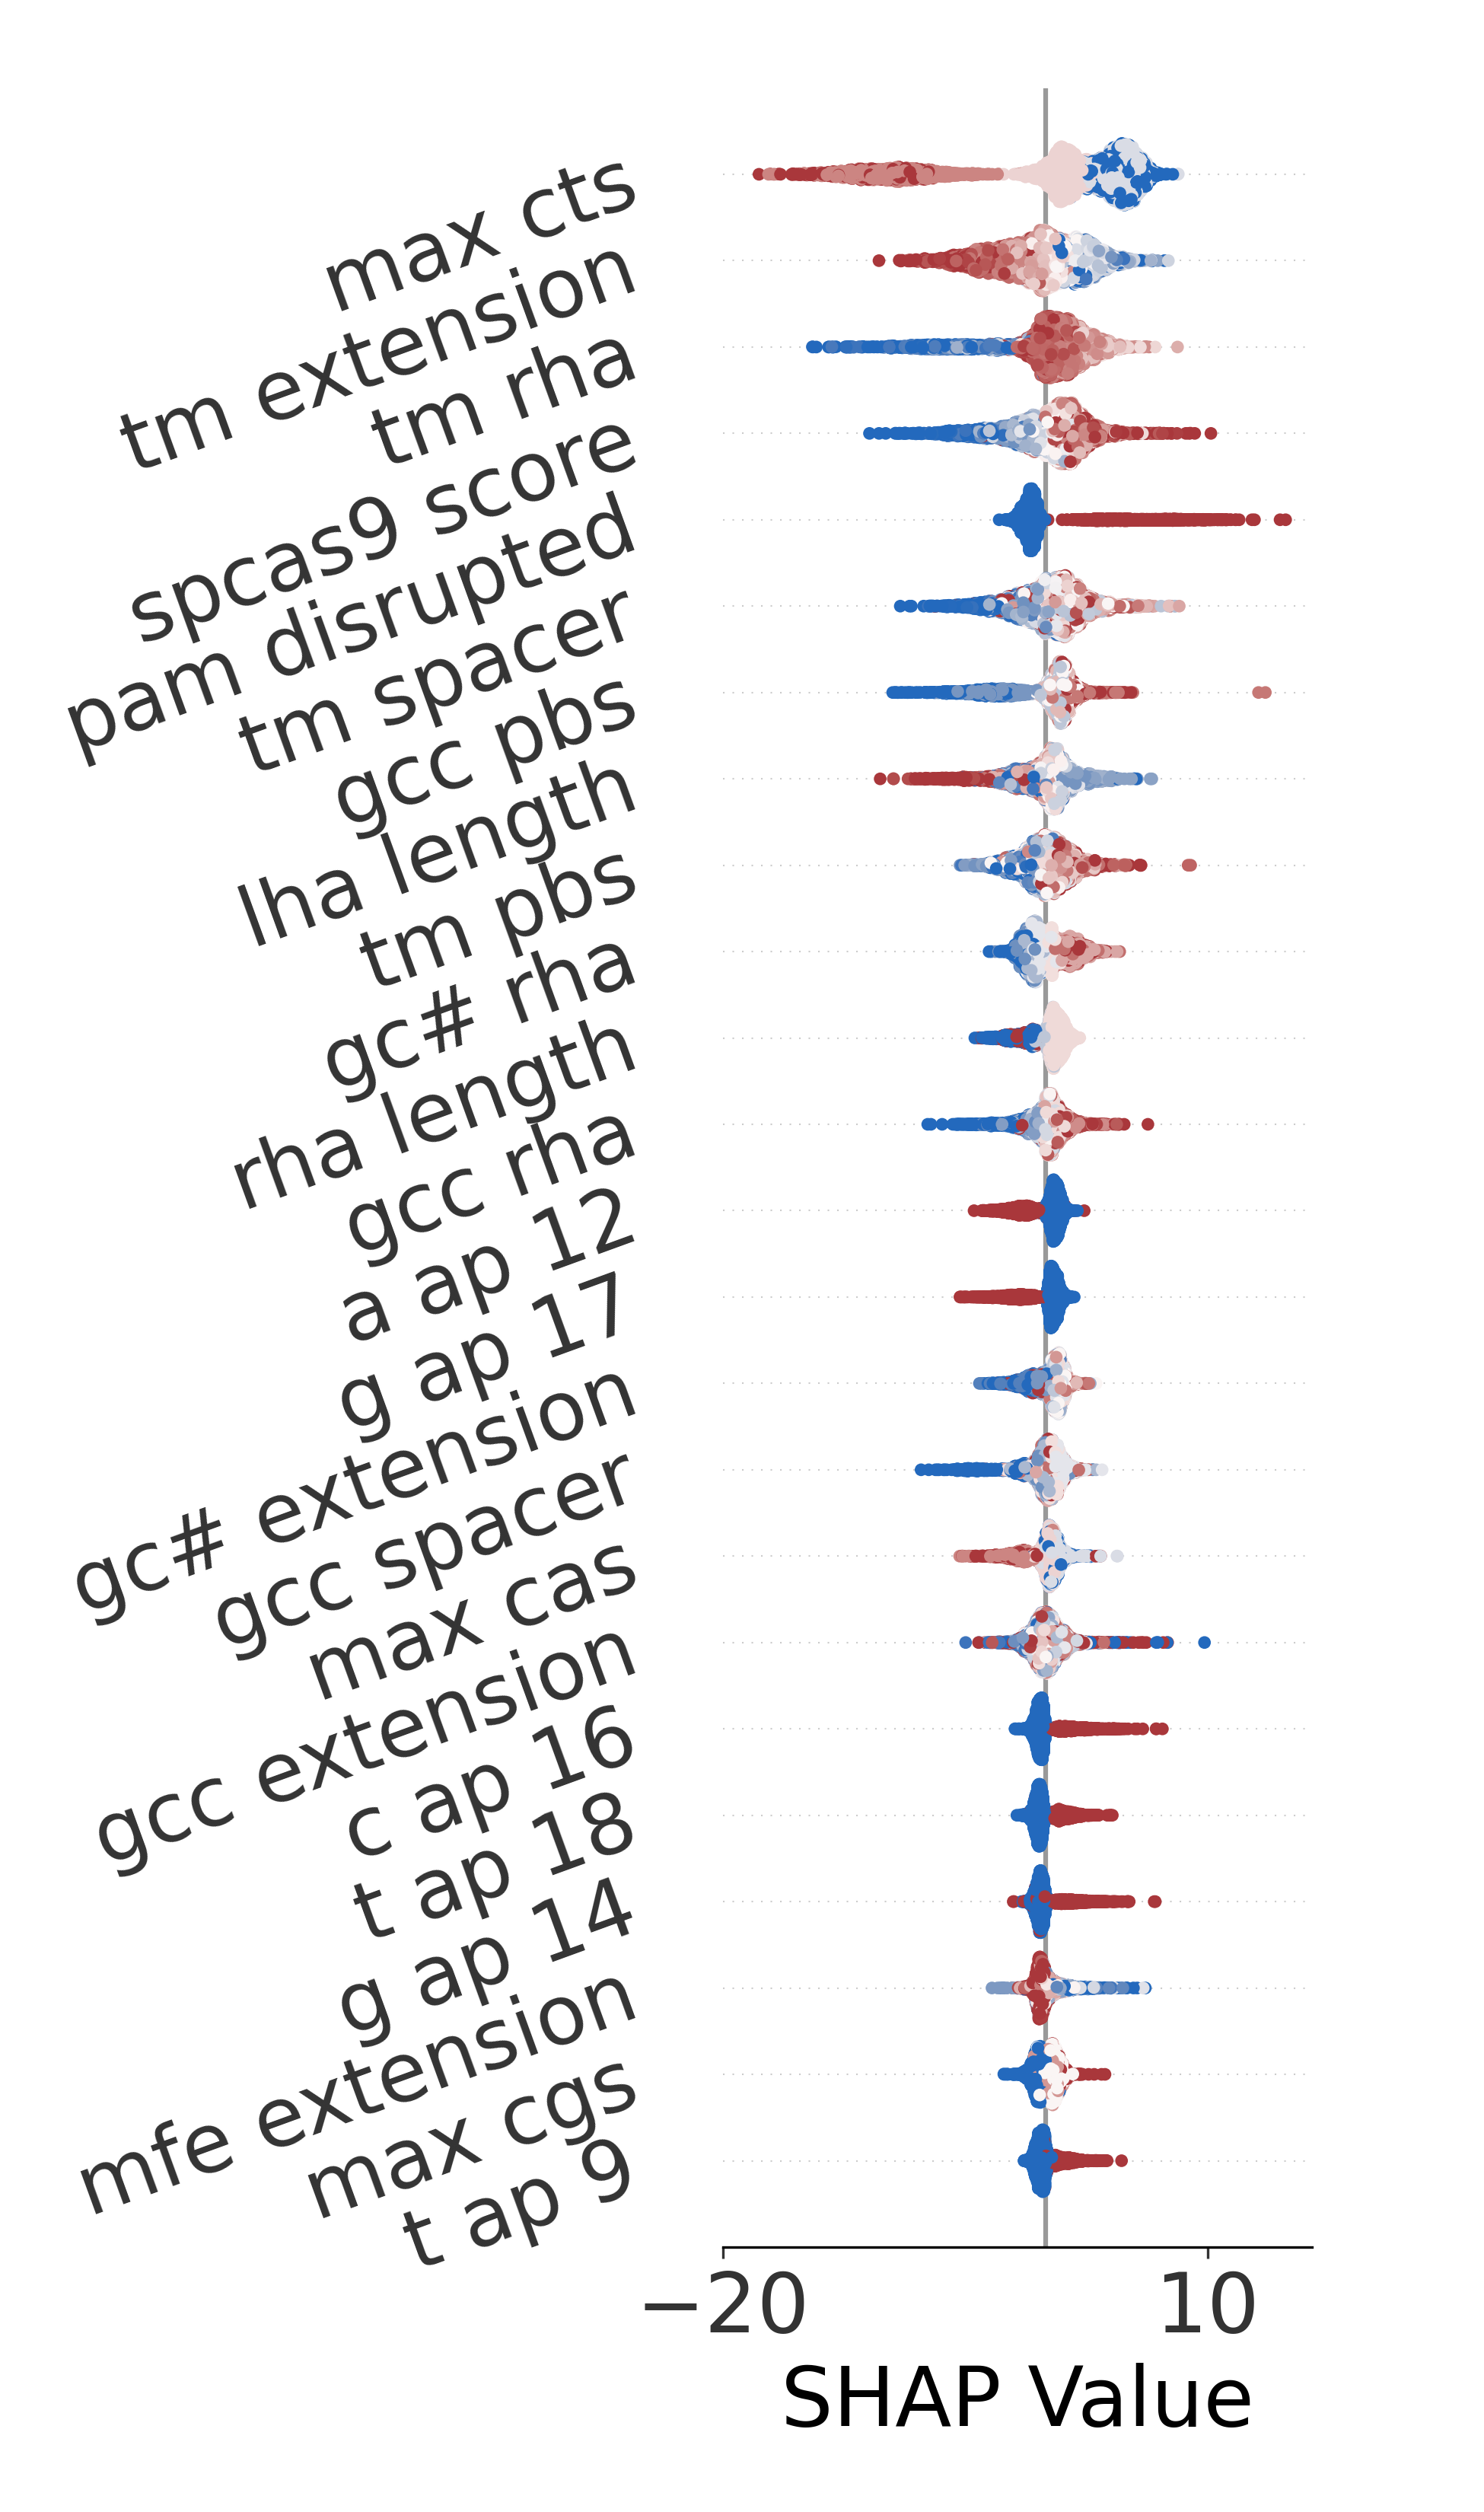 max cts
tm extension
tm rha
spcas9 score
pam disrupted
tm spacer
gcc pbs
lha length
tm pbs
gc# rha
rha length
gcc rha
a ap 12
g ap 17
gc# extension
gcc spacer
max cas
gcc extension
c ap 16
t ap 18
g ap 14
mfe extension
max cgs
t ap 9
−20 10
SHAP Value